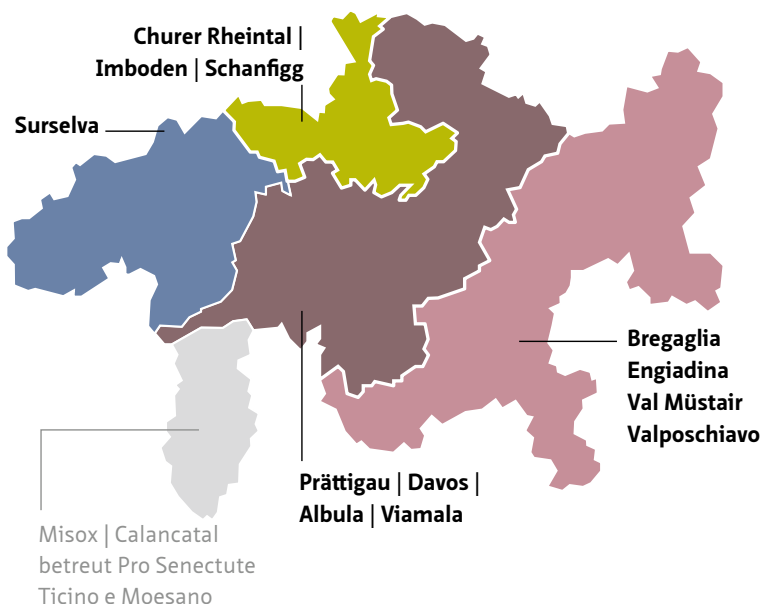 Churer Rheintal |
Imboden | Schanfigg
Surselva
Bregaglia
Engiadina
Val Müstair
Valposchiavo
Prättigau | Davos |
Albula | Viamala
Misox | Calancatal
betreut Pro Senectute
Ticino e Moesano